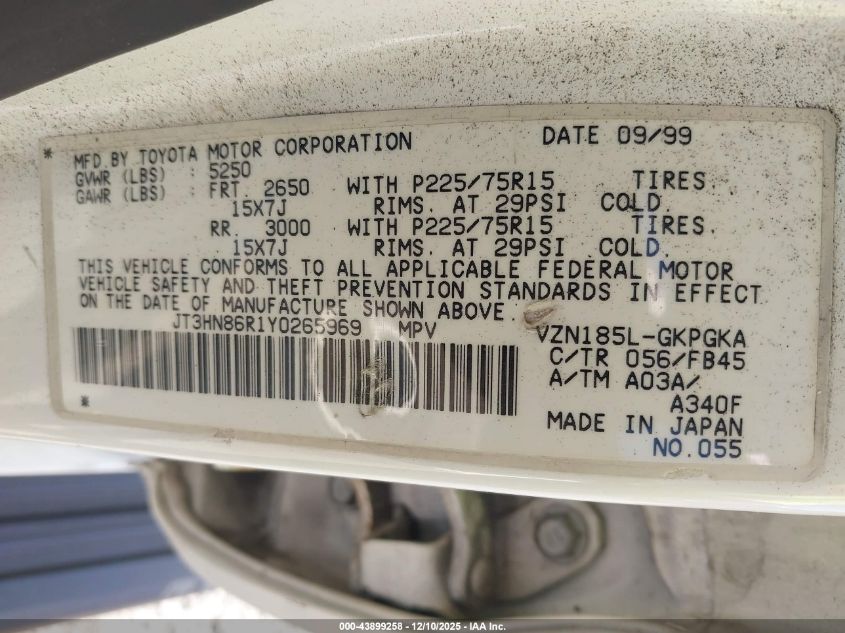 * MFD. BY TOYOTA MOTOR CORPORATION DATE 09/99
GVWR (LBS) : 5250
GAWR (LBS) : FRT. 2650 WITH P225/75R15 TIRES.
15X7J RIMS. AT 29PSI COLD.
RR. 3000 WITH P225/75R15 TIRES.
15X7J RIMS. AT 29PSI COLD.
THIS VEHICLE CONFORMS TO ALL APPLICABLE FEDERAL MOTOR
VEHICLE SAFETY AND THEFT PREVENTION STANDARDS IN EFFECT
ON THE DATE OF MANUFACTURE SHOWN ABOVE.
JT3HN86R1Y0265969 MPV VZN185L-GKPGKA
C/TR 056/FB45
A/TM A03A/
A340F
*
MADE IN JAPAN
NO.055
000-43899258 - 12/10/2025 - IAA Inc.